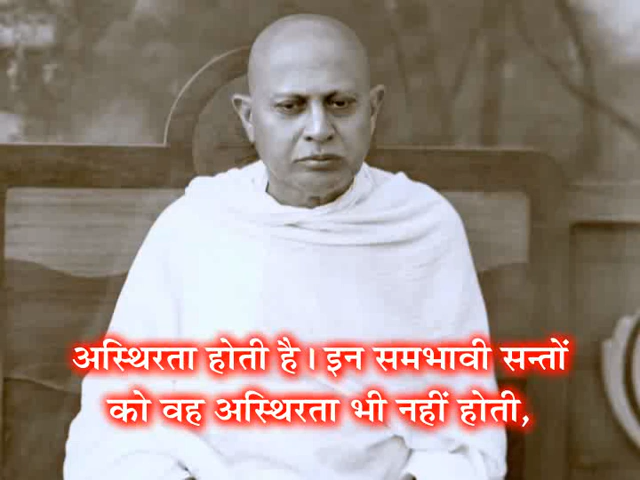 अस्थिरता होती है। इन समभावी सन्तों
को वह अस्थिरता भी नहीं होती,